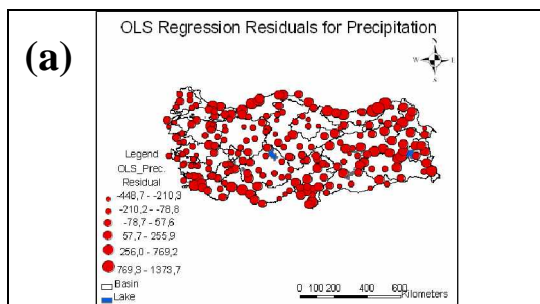 OLS Regression Residuals for Precipitation
(a)
N
W E
S
Legend
OLS_Prec.
Residual
-448,7 - -210,3
-210,2 - -78,8
-78,7 - 57,6
57,7 - 255,9
256,0 - 769,2
769,3 - 1373,7
Basin
Lake
0 100 200 400 600
Kilometers